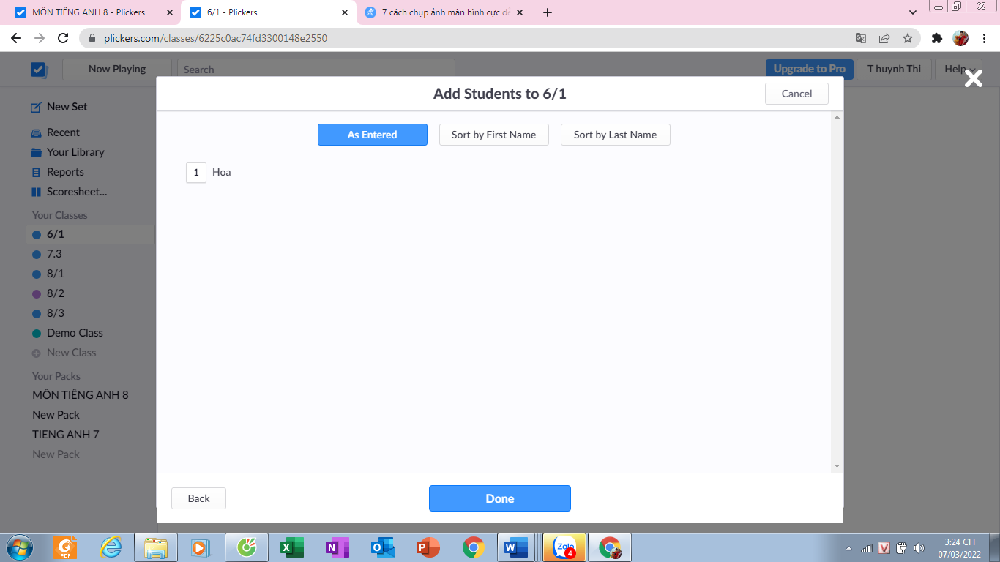 MÔN TIẾNG ANH 8 - Plickers
6/1 - Plickers
7 cách chụp ảnh màn hình cực dễ
plickers.com/classes/6225c0ac74fd3300148e2550
Now Playing
Search
Upgrade to Pro
T huynh Thi
Help
Add Students to 6/1
Cancel
As Entered
Sort by First Name
Sort by Last Name
1 Hoa
New Set
Recent
Your Library
Reports
Scoresheet...
Your Classes
6/1
7.3
8/1
8/2
8/3
Demo Class
New Class
Your Packs
MÔN TIẾNG ANH 8
New Pack
TIENG ANH 7
New Pack
Back
Done
PDF
Zalo
4
V
3:24 CH
07/03/2022